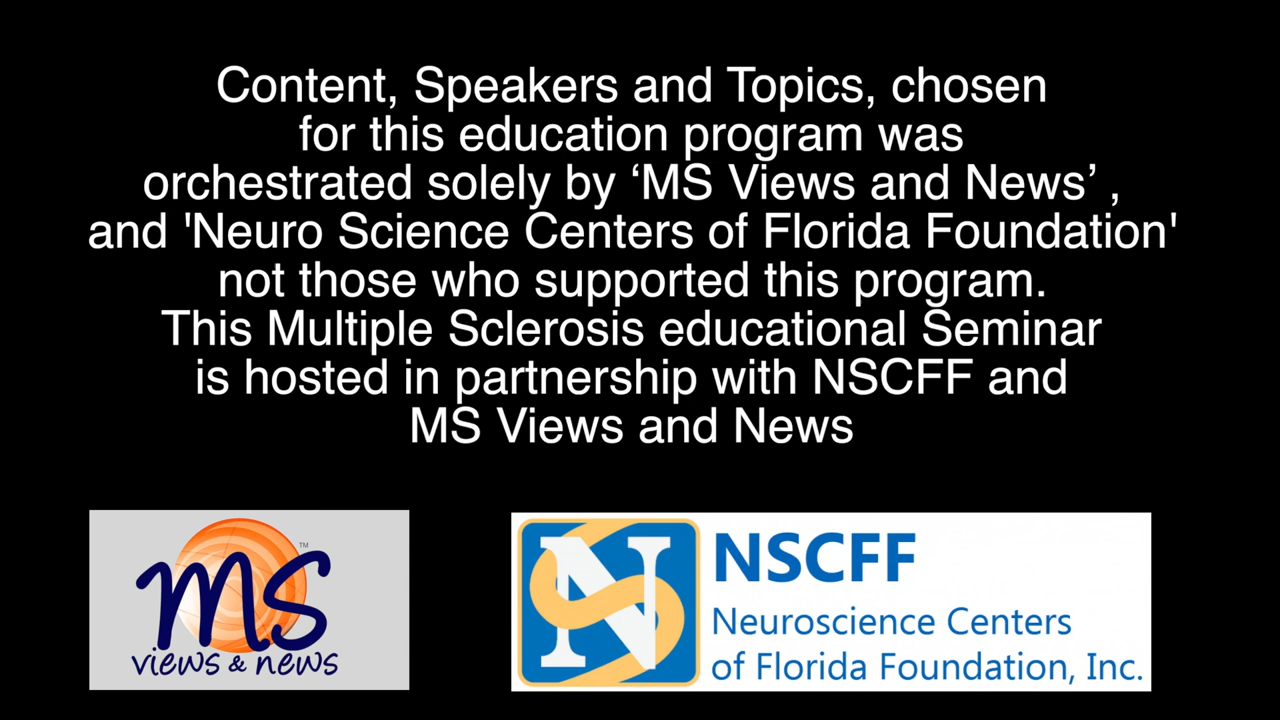 Content, Speakers and Topics, chosen
for this education program was
orchestrated solely by ‘MS Views and News’ ,
and 'Neuro Science Centers of Florida Foundation'
not those who supported this program.
This Multiple Sclerosis educational Seminar
is hosted in partnership with NSCFF and
MS Views and News
MS
TM
views & news
N
NSCFF
Neuroscience Centers
of Florida Foundation, Inc.